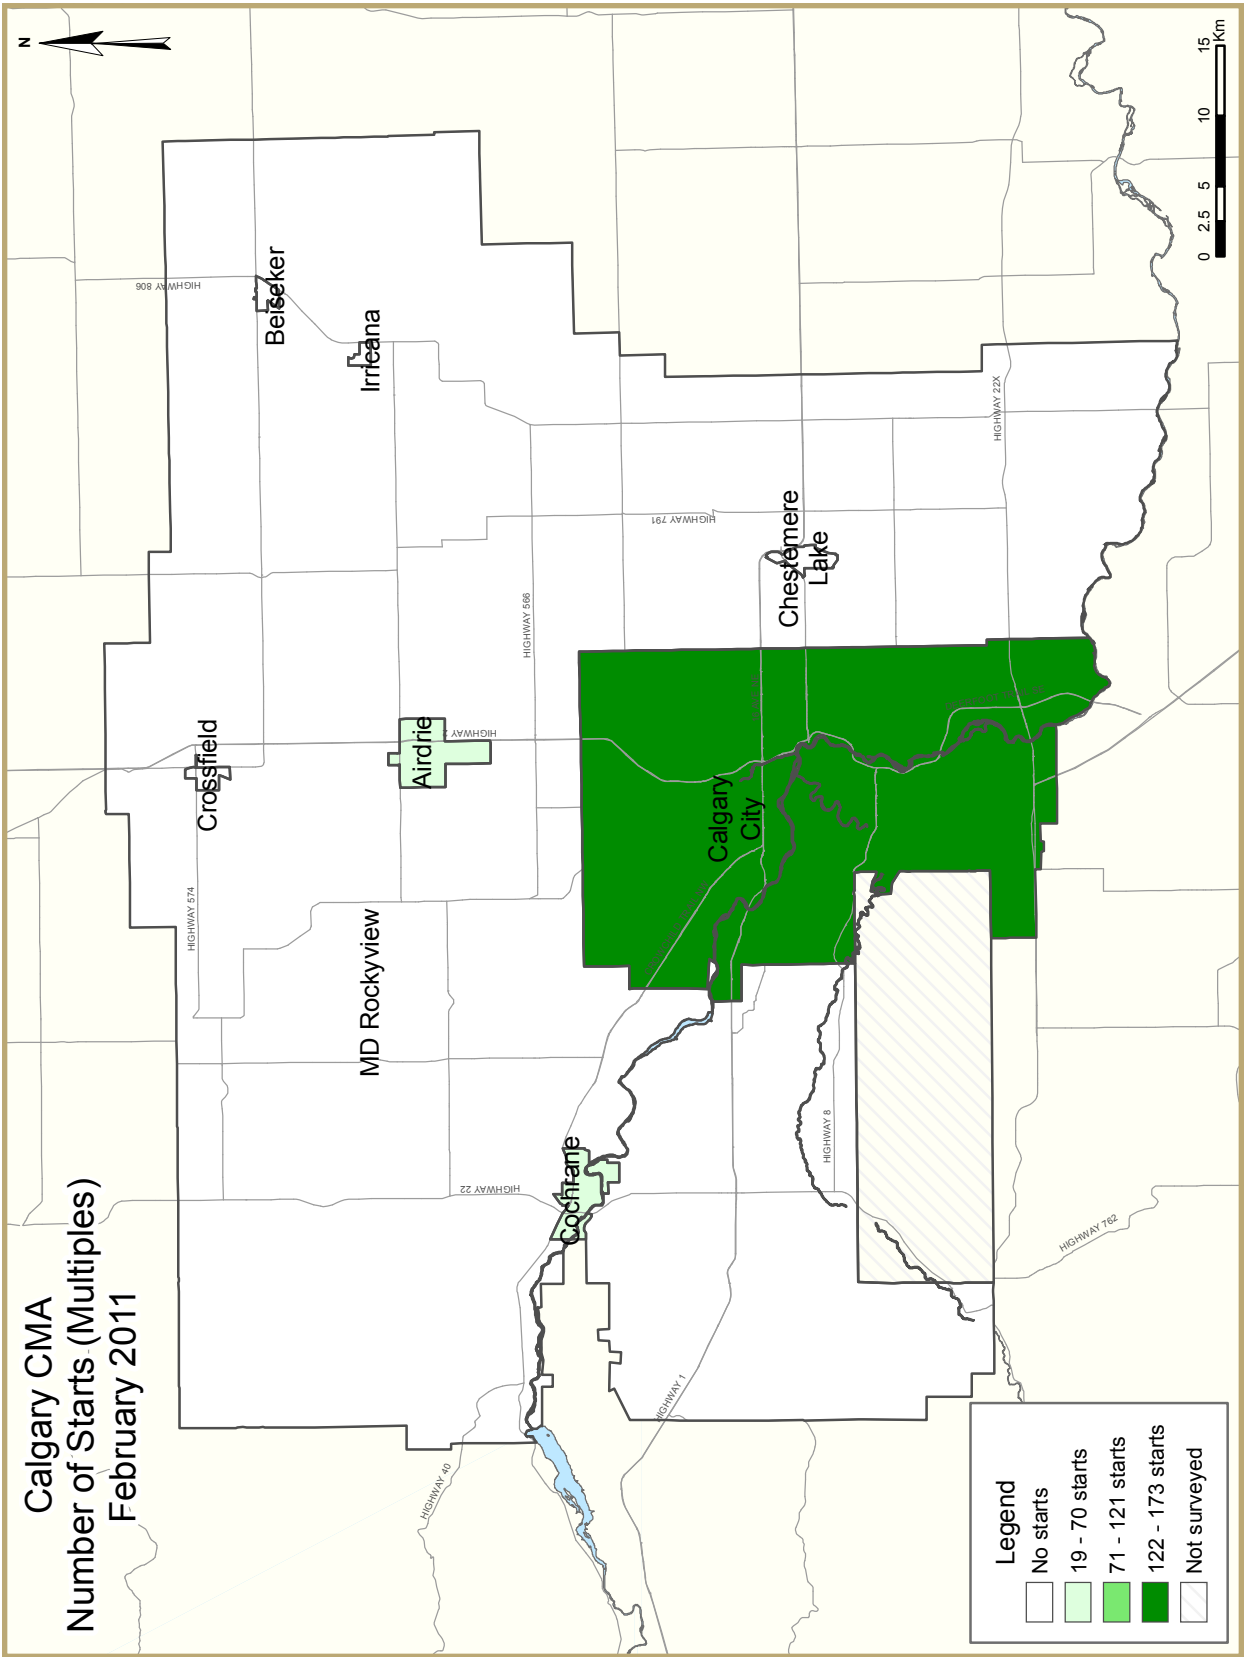 Calgary CMA
Number of Starts (Multiples)
February 2011
N
HIGHWAY 806
Beiseker
Irricana
Crossfield
HIGHWAY 574
Airdrie
HIGHWAY 2
HIGHWAY 566
MD Rockyview
HIGHWAY 791
HIGHWAY 22X
Chestemere
Lake
Calgary
City
HIGHWAY 22
Cochrane
HIGHWAY 8
HIGHWAY 762
HIGHWAY 1
HIGHWAY 40
Legend
No starts
19 - 70 starts
71 - 121 starts
122 - 173 starts
Not surveyed
0 2.5 5 10 15
Km